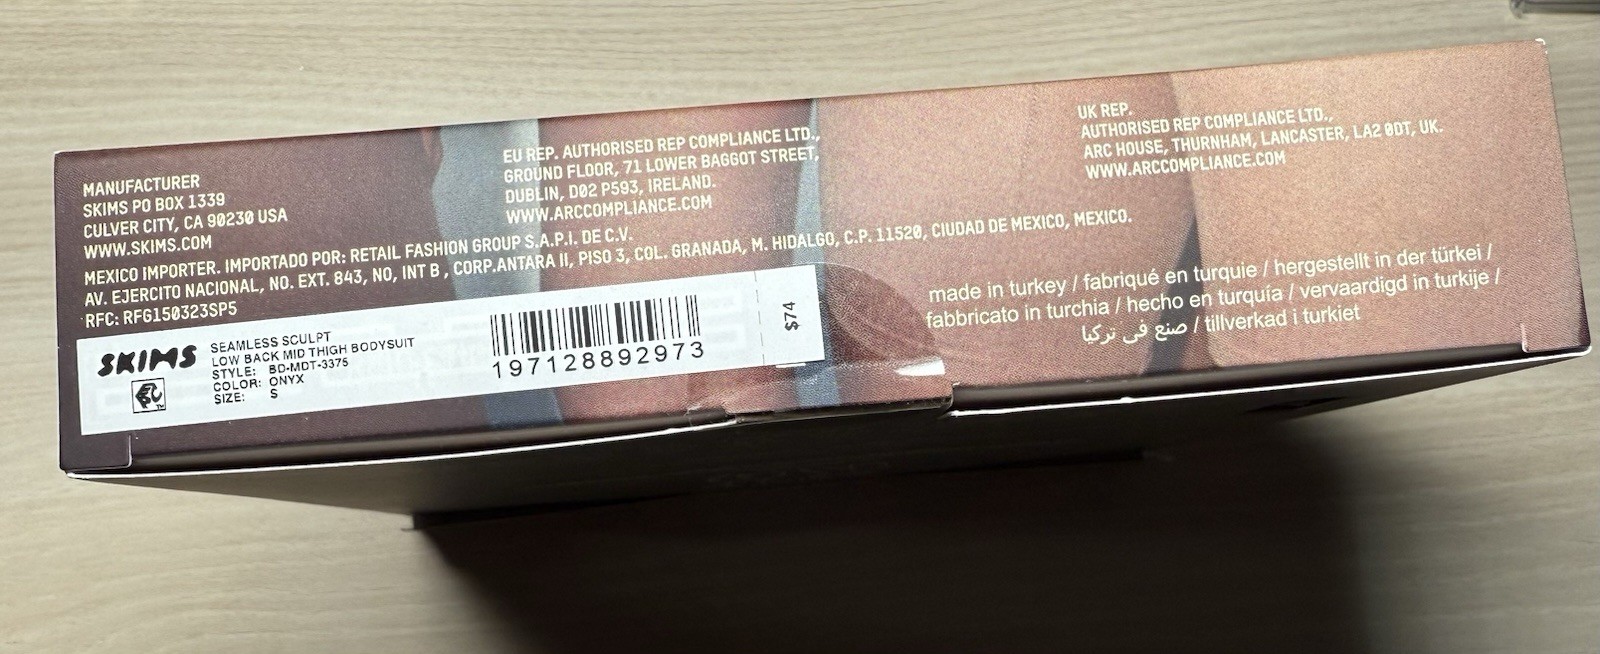 MANUFACTURER
SKIMS PO BOX 1339
CULVER CITY, CA 90230 USA
WWW.SKIMS.COM
EU REP. AUTHORISED REP COMPLIANCE LTD.,
GROUND FLOOR, 71 LOWER BAGGOT STREET,
DUBLIN, D02 P593, IRELAND.
WWW.ARCCOMPLIANCE.COM
UK REP.
AUTHORISED REP COMPLIANCE LTD.,
ARC HOUSE, THURNHAM, LANCASTER, LA2 0DT, UK.
WWW.ARCCOMPLIANCE.COM
MEXICO IMPORTER. IMPORTADO POR: RETAIL FASHION GROUP S.A.P.I. DE C.V.
AV. EJERCITO NACIONAL, NO. EXT. 843, NO, INT B , CORP.ANTARA II, PISO 3, COL. GRANADA, M. HIDALGO, C.P. 11520, CIUDAD DE MEXICO, MEXICO.
RFC: RFG150323SP5
SKIMS
SEAMLESS SCULPT
LOW BACK MID THIGH BODYSUIT
STYLE: BD-MDT-3375
COLOR: ONYX
SIZE: S
197128892973
$74
made in turkey / fabriqué en turquie / hergestellt in der türkei /
fabbricato in turchia / hecho en turquía / vervaardigd in turkije /
صنع في تركيا / tillverkad i turkiet